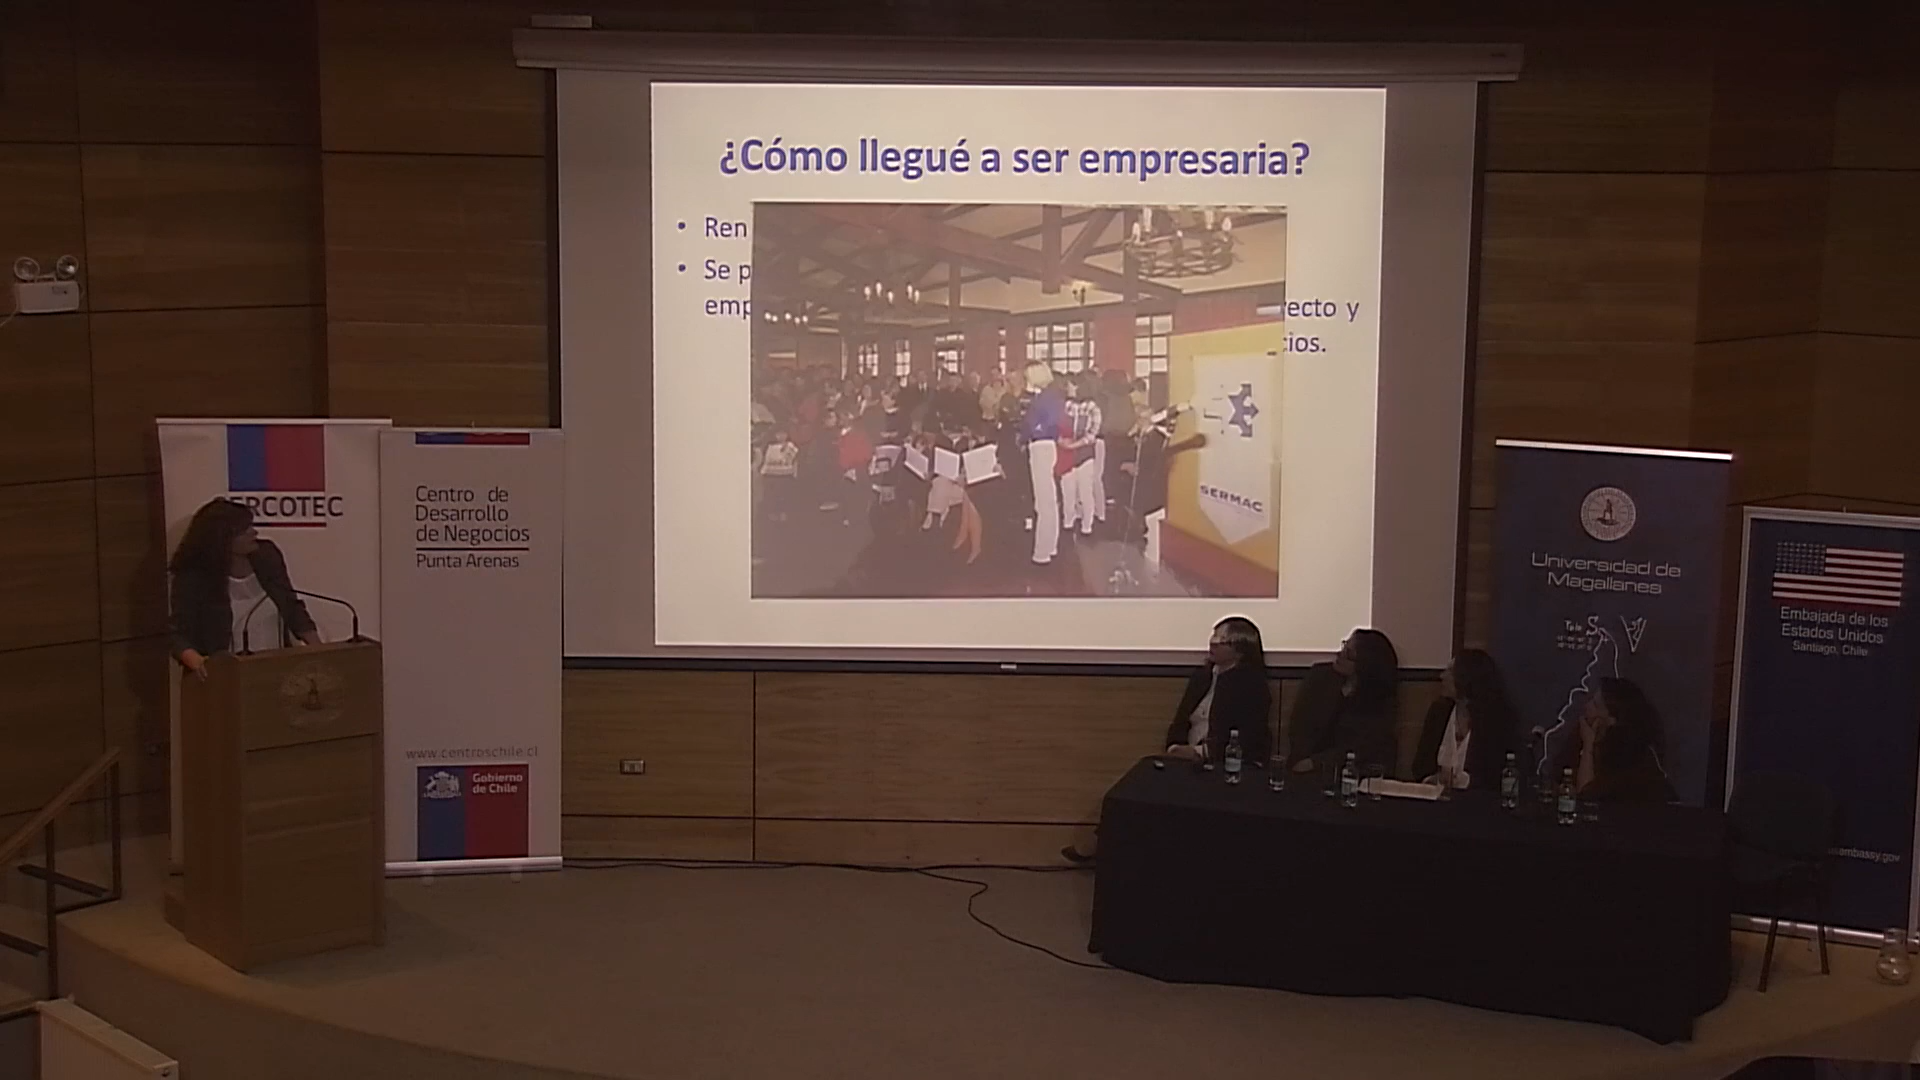 ¿Cómo llegué a ser empresaria?
• Ren
• Se p
emp
ecto y
cios.
SERMAC
ERCOTEC
Centro de
Desarrollo
de Negocios
Punta Arenas
www.centroschile.cl
Gobierno
de Chile
Universidad de
Magallanes
Embajada de los
Estados Unidos
Santiago, Chile
embassy.gov